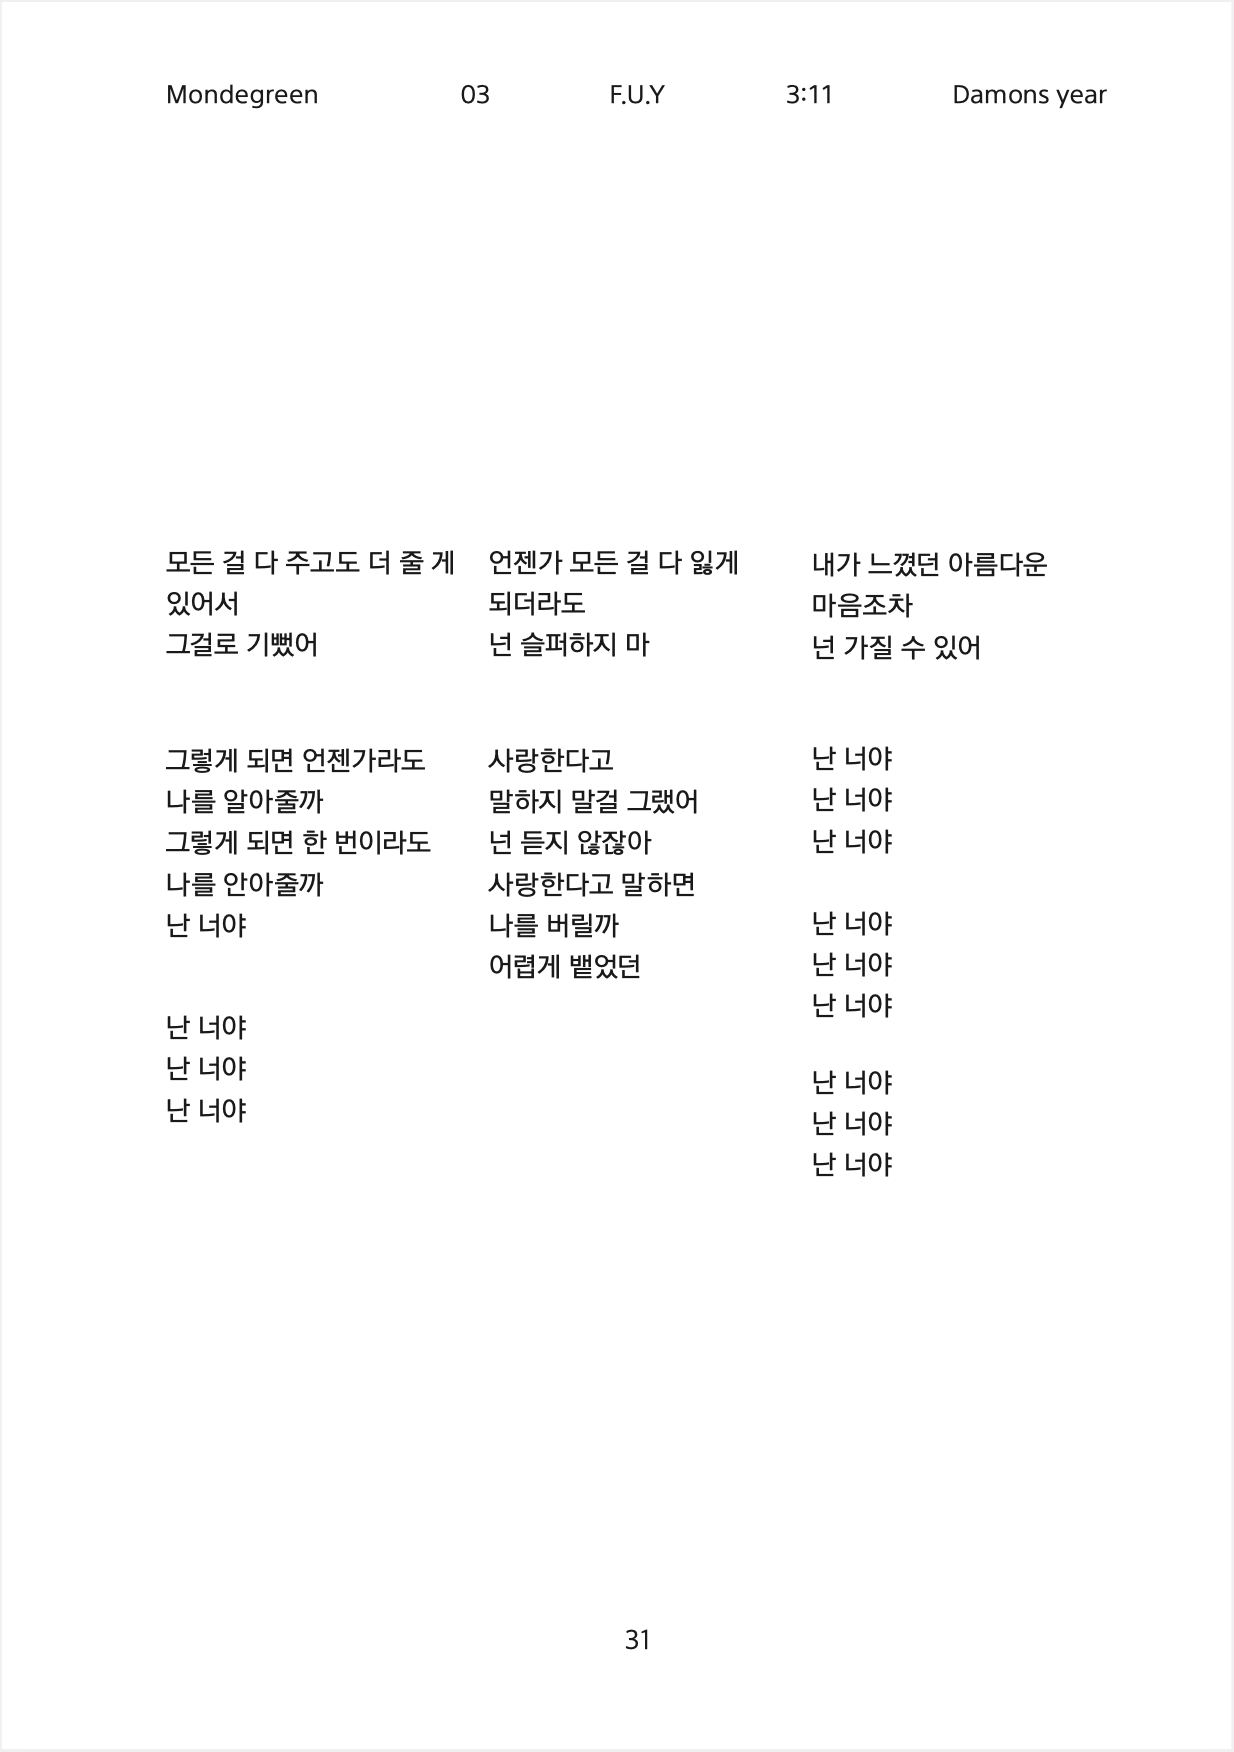 Mondegreen 03 F.U.Y 3:11 Damons year
모든 걸 다 주고도 더 줄 게
있어서
그걸로 기뻤어
그렇게 되면 언젠가라도
나를 알아줄까
그렇게 되면 한 번이라도
나를 안아줄까
난 너야
난 너야
난 너야
난 너야
언젠가 모든 걸 다 잃게
되더라도
넌 슬퍼하지 마
사랑한다고
말하지 말걸 그랬어
넌 듣지 않잖아
사랑한다고 말하면
나를 버릴까
어렵게 뱉었던
내가 느꼈던 아름다운
마음조차
넌 가질 수 있어
난 너야
난 너야
난 너야
난 너야
난 너야
난 너야
난 너야
난 너야
난 너야
31